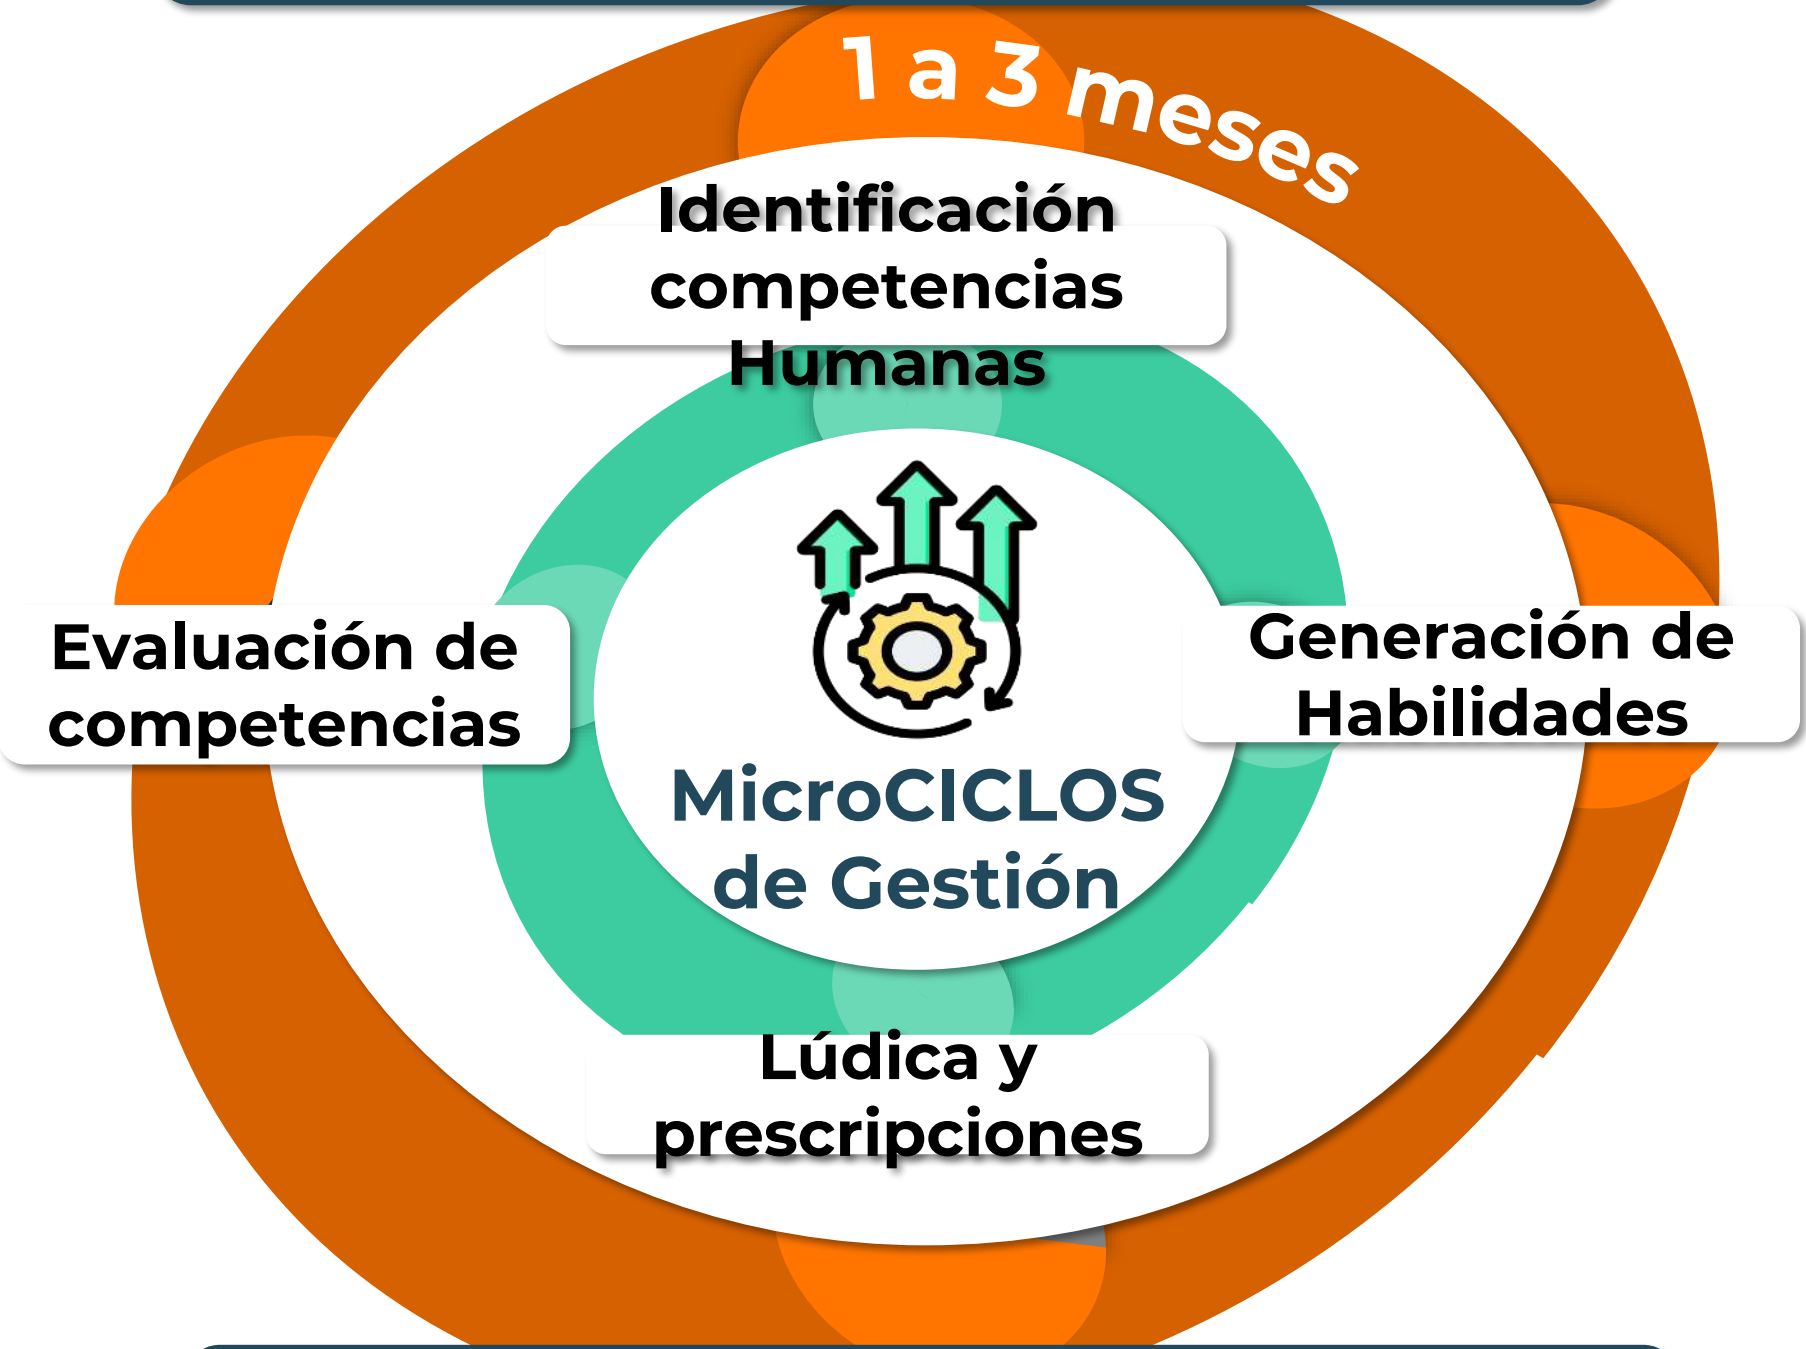 1 a 3 meses
Identificación
competencias
Humanas
Evaluación de
competencias
Generación de
Habilidades
MicroCICLOS
de Gestión
Lúdica y
prescripciones